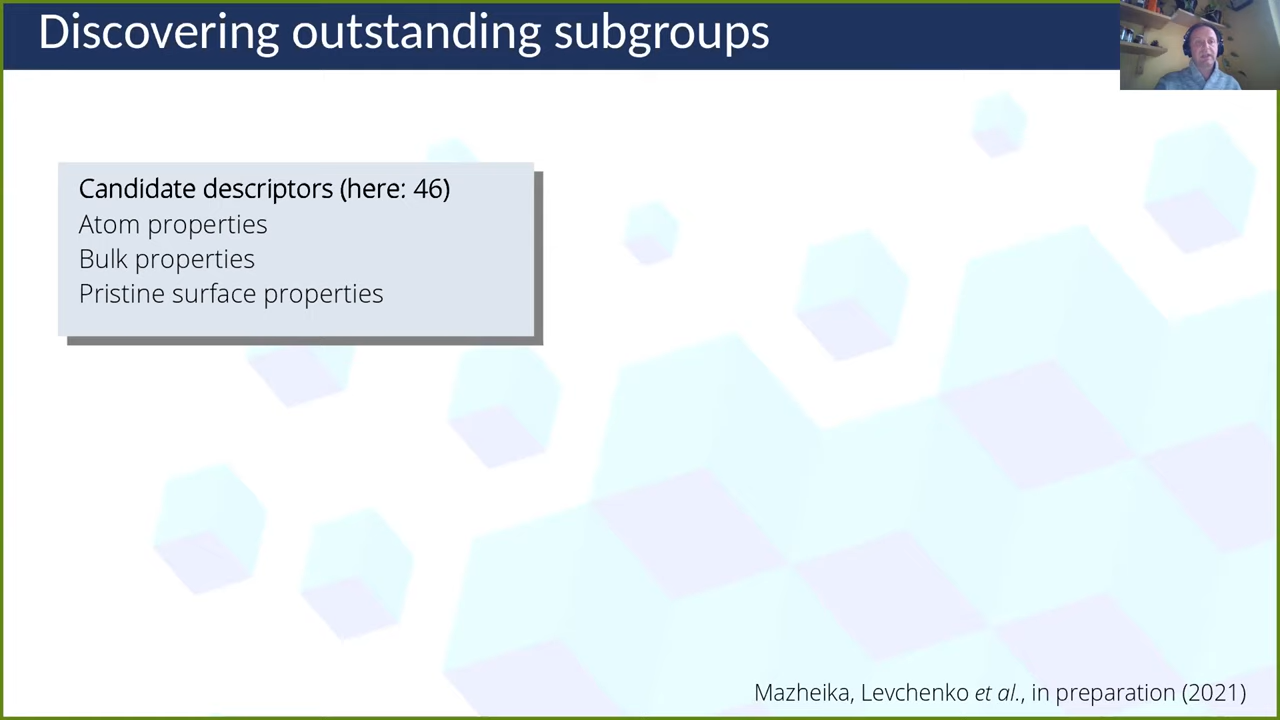 Discovering outstanding subgroups
Candidate descriptors (here: 46)
Atom properties
Bulk properties
Pristine surface properties
Mazheika, Levchenko et al., in preparation (2021)